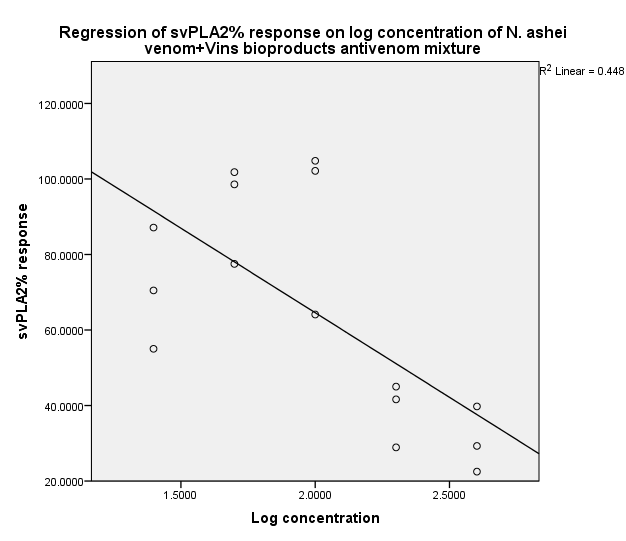 Regression of svPLA2% response on log concentration of N. ashei
venom+Vins bioproducts antivenom mixture
R2 Linear = 0.448
svPLA2% response
120.0000
100.0000
80.0000
60.0000
40.0000
20.0000
1.5000
2.0000
2.5000
Log concentration